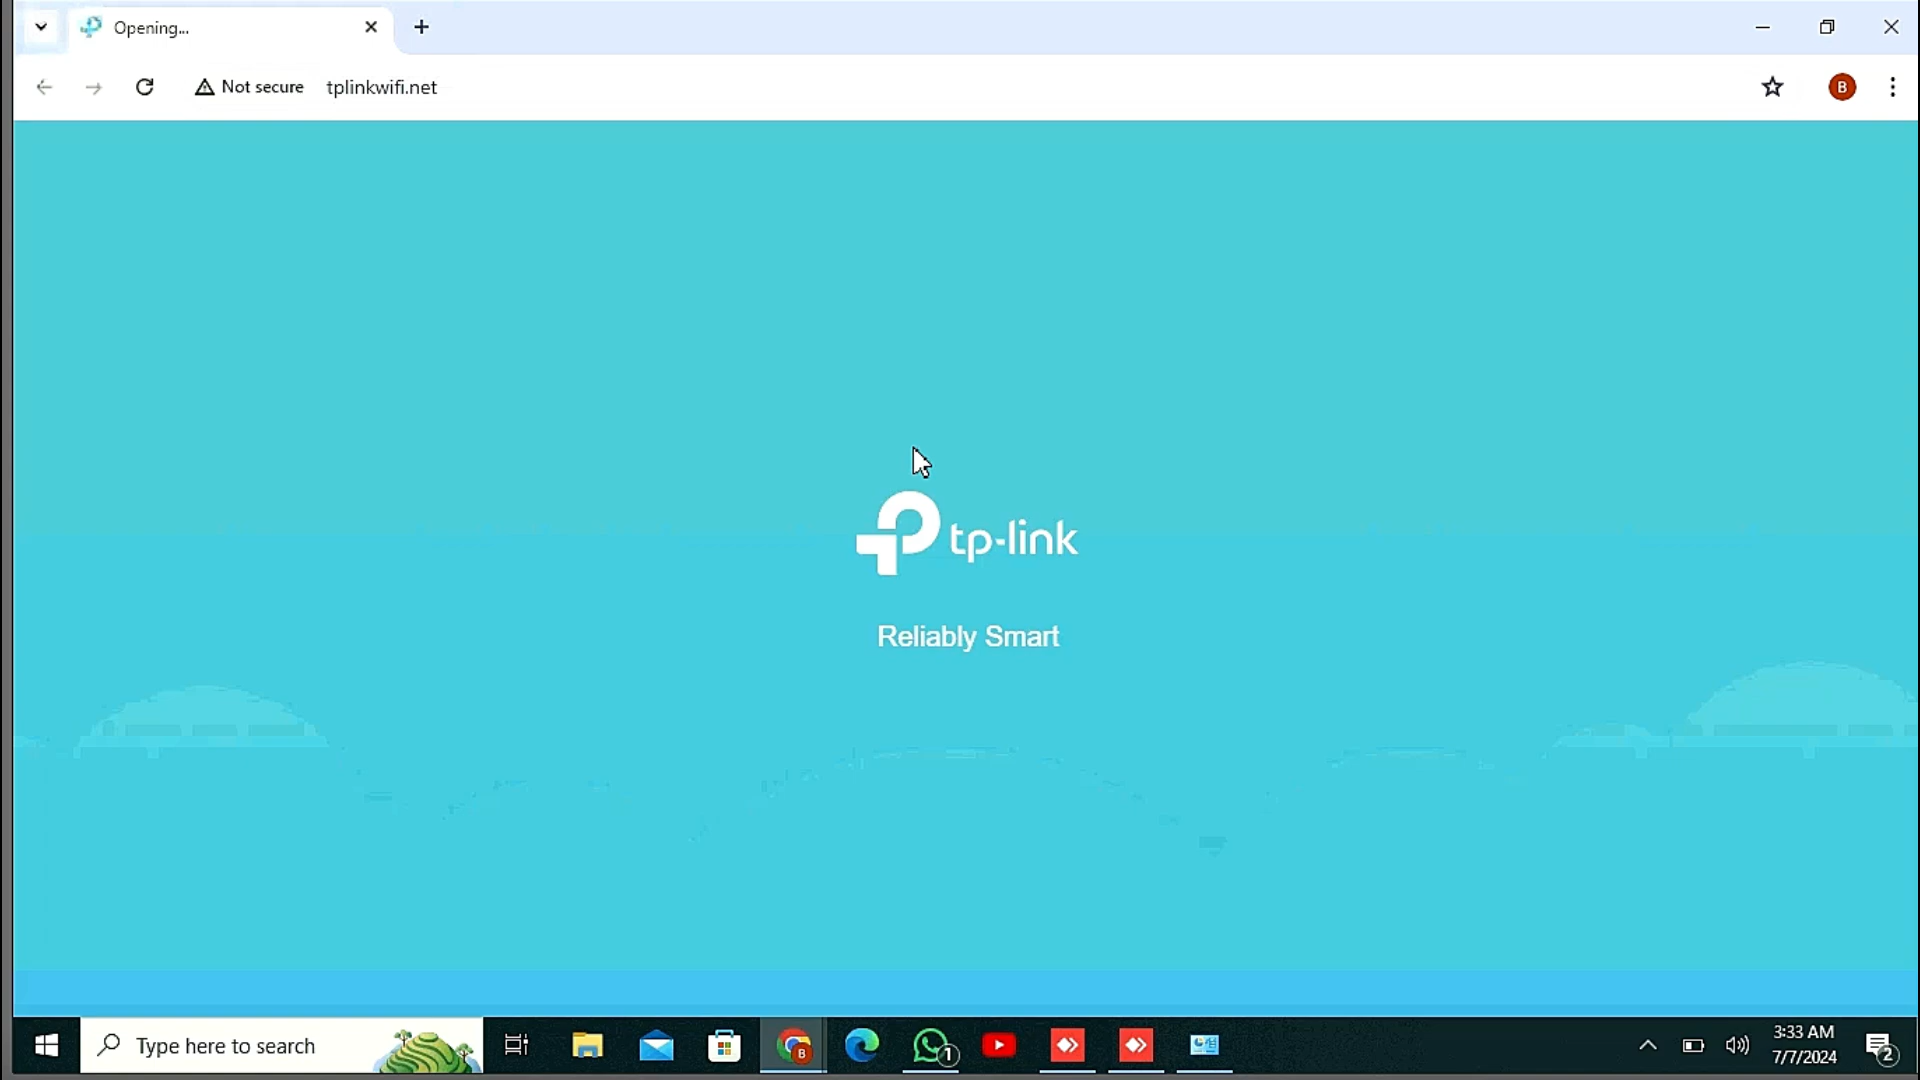 Opening...
Not secure
tplinkwifi.net
B
tp-link
Reliably Smart
Type here to search
B
1
3:33 AM
7/7/2024
2